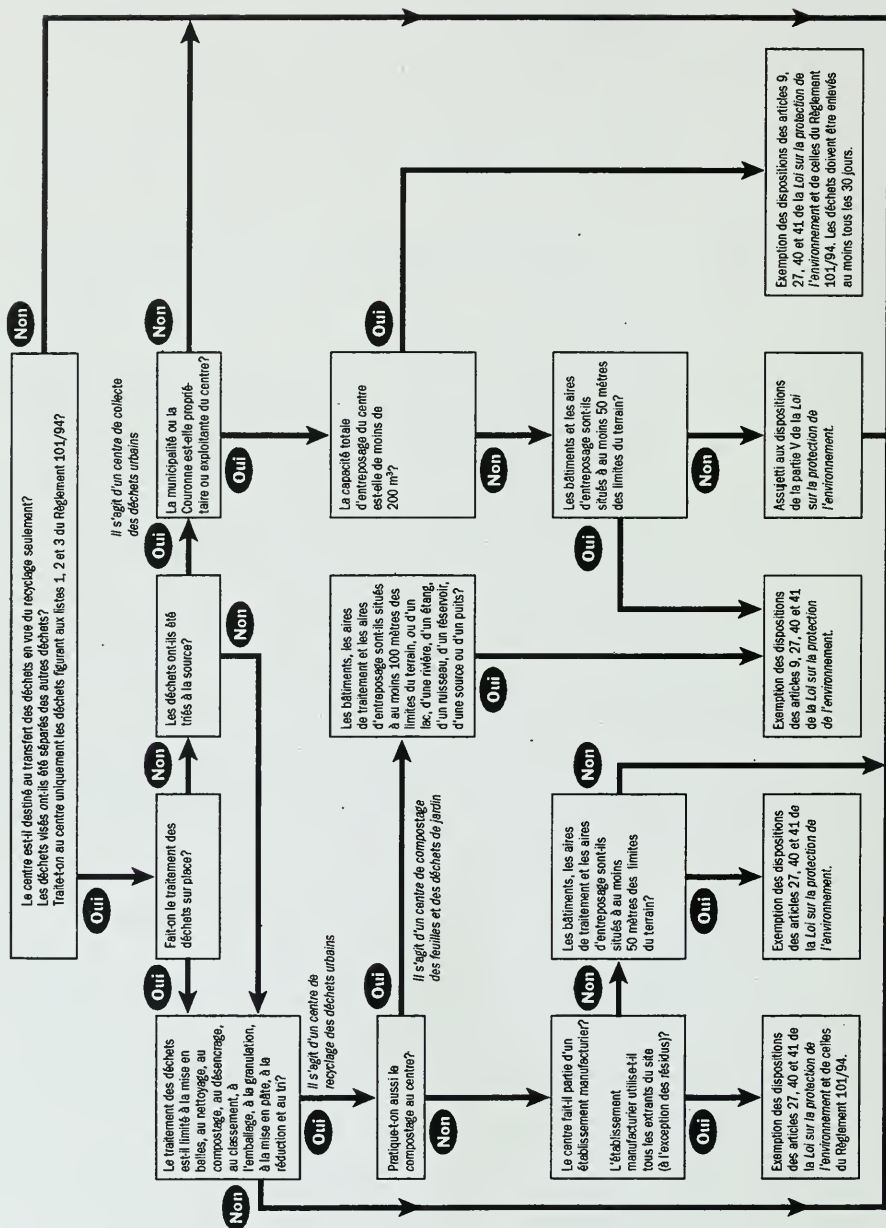 Le centre est-il destiné au transfert des déchets en vue du recyclage seulement?
Les déchets visés ont-ils été séparés des autres déchets?
Traite-t-on au centre uniquement les déchets figurant aux listes 1, 2 et 3 du Règlement 101/94?
Non
Oui
Fait-on le traitement des
déchets sur place?
Oui
Non
Les déchets ont-ils été
triés à la source?
Oui
Non
Il s'agit d'un centre de collecte
des déchets urbains
La municipalité ou la
Couronne est-elle proprié-
taire ou exploitante du centre?
Non
Oui
Le traitement des déchets
est-il limité à la mise en
balles, au nettoyage, au
compostage, au désencrage,
au classement, à
l'emballage, à la granulation,
à la mise en pâte, à la
réduction et au tri?
Non
Oui
Il s'agit d'un centre de
recyclage des déchets urbains
Pratique-t-on aussi le
compostage au centre?
Oui
Non
Il s'agit d'un centre de compostage
des feuilles et des déchets de jardin
Les bâtiments, les aires
de traitement et les aires
d'entreposage sont-ils situés
à au moins 100 mètres des
limites du terrain, ou d'un
lac, d'une rivière, d'un étang,
d'un ruisseau, d'un réservoir,
d'une source ou d'un puits?
Oui
La capacité totale
d'entreposage du centre
est-elle de moins de
200 m³?
Oui
Non
Le centre fait-il partie d'un
établissement manufacturier?
L'établissement
manufacturier utilise-t-il
tous les extrants du site
(à l'exception des résidus)?
Non
Oui
Les bâtiments, les aires
de traitement et les aires
d'entreposage sont-ils
situés à au moins
50 mètres des limites
du terrain?
Non
Oui
Les bâtiments et les aires
d'entreposage sont-ils
situés à au moins 50 mètres
des limites du terrain?
Oui
Non
Exemption des dispositions
des articles 27, 40 et 41 de
la Loi sur la protection de
l'environnement et de celles
du Règlement 101/94.
Exemption des dispositions
des articles 27, 40 et 41 de
la Loi sur la protection de
l'environnement.
Exemption des dispositions
des articles 9, 27, 40 et 41
de la Loi sur la protection
de l'environnement.
Assujetti aux dispositions
de la partie V de la Loi
sur la protection de
l'environnement.
Exemption des dispositions des articles 9,
27, 40 et 41 de la Loi sur la protection de
l'environnement et de celles du Règlement
101/94. Les déchets doivent être enlevés
au moins tous les 30 jours.